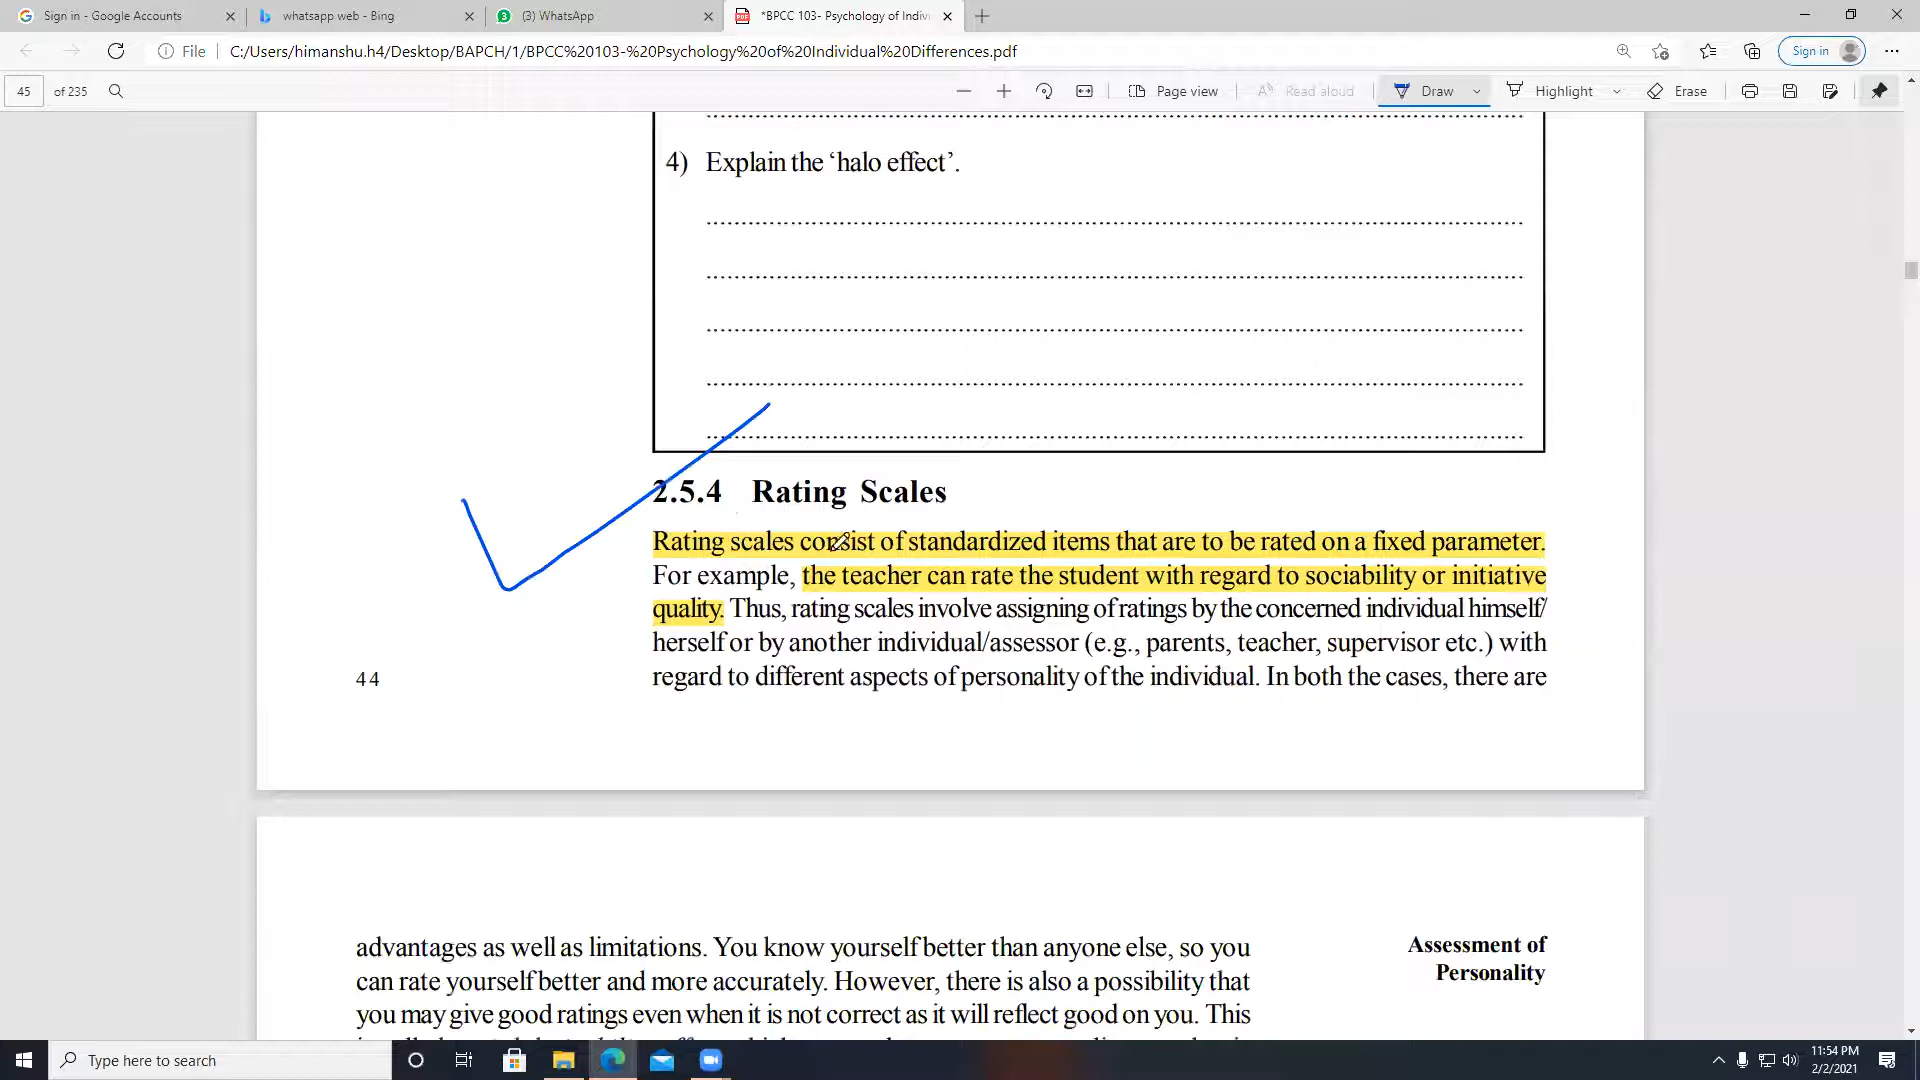 Sign in - Google Accounts
whatsapp web - Bing
(3) WhatsApp
*BPCC 103- Psychology of Indivi
File
C:/Users/himanshu.h4/Desktop/BAPCH/1/BPCC%20103-%20Psychology%20of%20Individual%20Differences.pdf
Sign in
45
of 235
Page view
Read aloud
Draw
Highlight
Erase
4) Explain the ‘halo effect’.
2.5.4 Rating Scales
Rating scales consist of standardized items that are to be rated on a fixed parameter.
For example, the teacher can rate the student with regard to sociability or initiative
quality. Thus, rating scales involve assigning of ratings by the concerned individual himself/
herself or by another individual/assessor (e.g., parents, teacher, supervisor etc.) with
regard to different aspects of personality of the individual. In both the cases, there are
44
advantages as well as limitations. You know yourself better than anyone else, so you
can rate yourself better and more accurately. However, there is also a possibility that
you may give good ratings even when it is not correct as it will reflect good on you. This
Assessment of
Personality
Type here to search
11:54 PM
2/2/2021